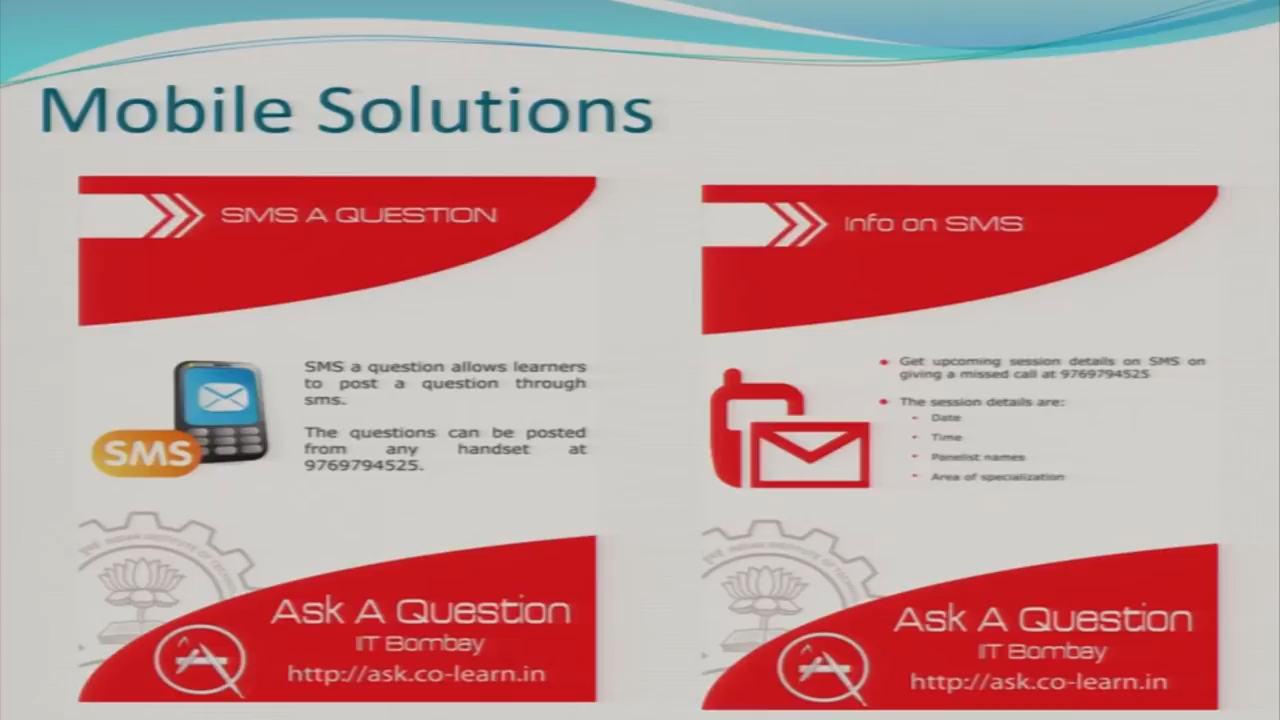 Mobile Solutions
SMS A QUESTION
SMS a question allows learners
to post a question through
sms.
The questions can be posted
from any handset at
9769794525.
SMS
Ask A Question
IIT Bombay
http://ask.co-learn.in
Info on SMS
Get upcoming session details on SMS on
giving a missed call at 9769794525
The session details are:
Date
Time
Panelist names
Area of specialization
INDIAN INSTITUTE OF
Ask A Question
IIT Bombay
http://ask.co-learn.in